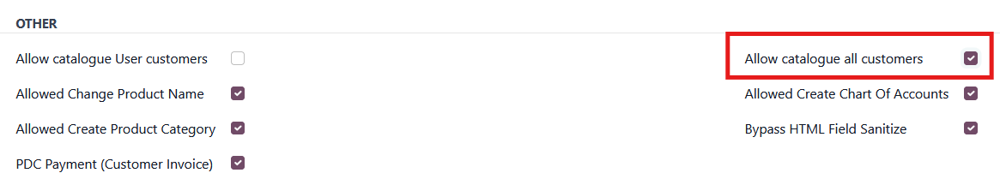 OTHER
Allow catalogue User customers
Allow catalogue all customers
Allowed Change Product Name
Allowed Create Chart Of Accounts
Allowed Create Product Category
Bypass HTML Field Sanitize
PDC Payment (Customer Invoice)